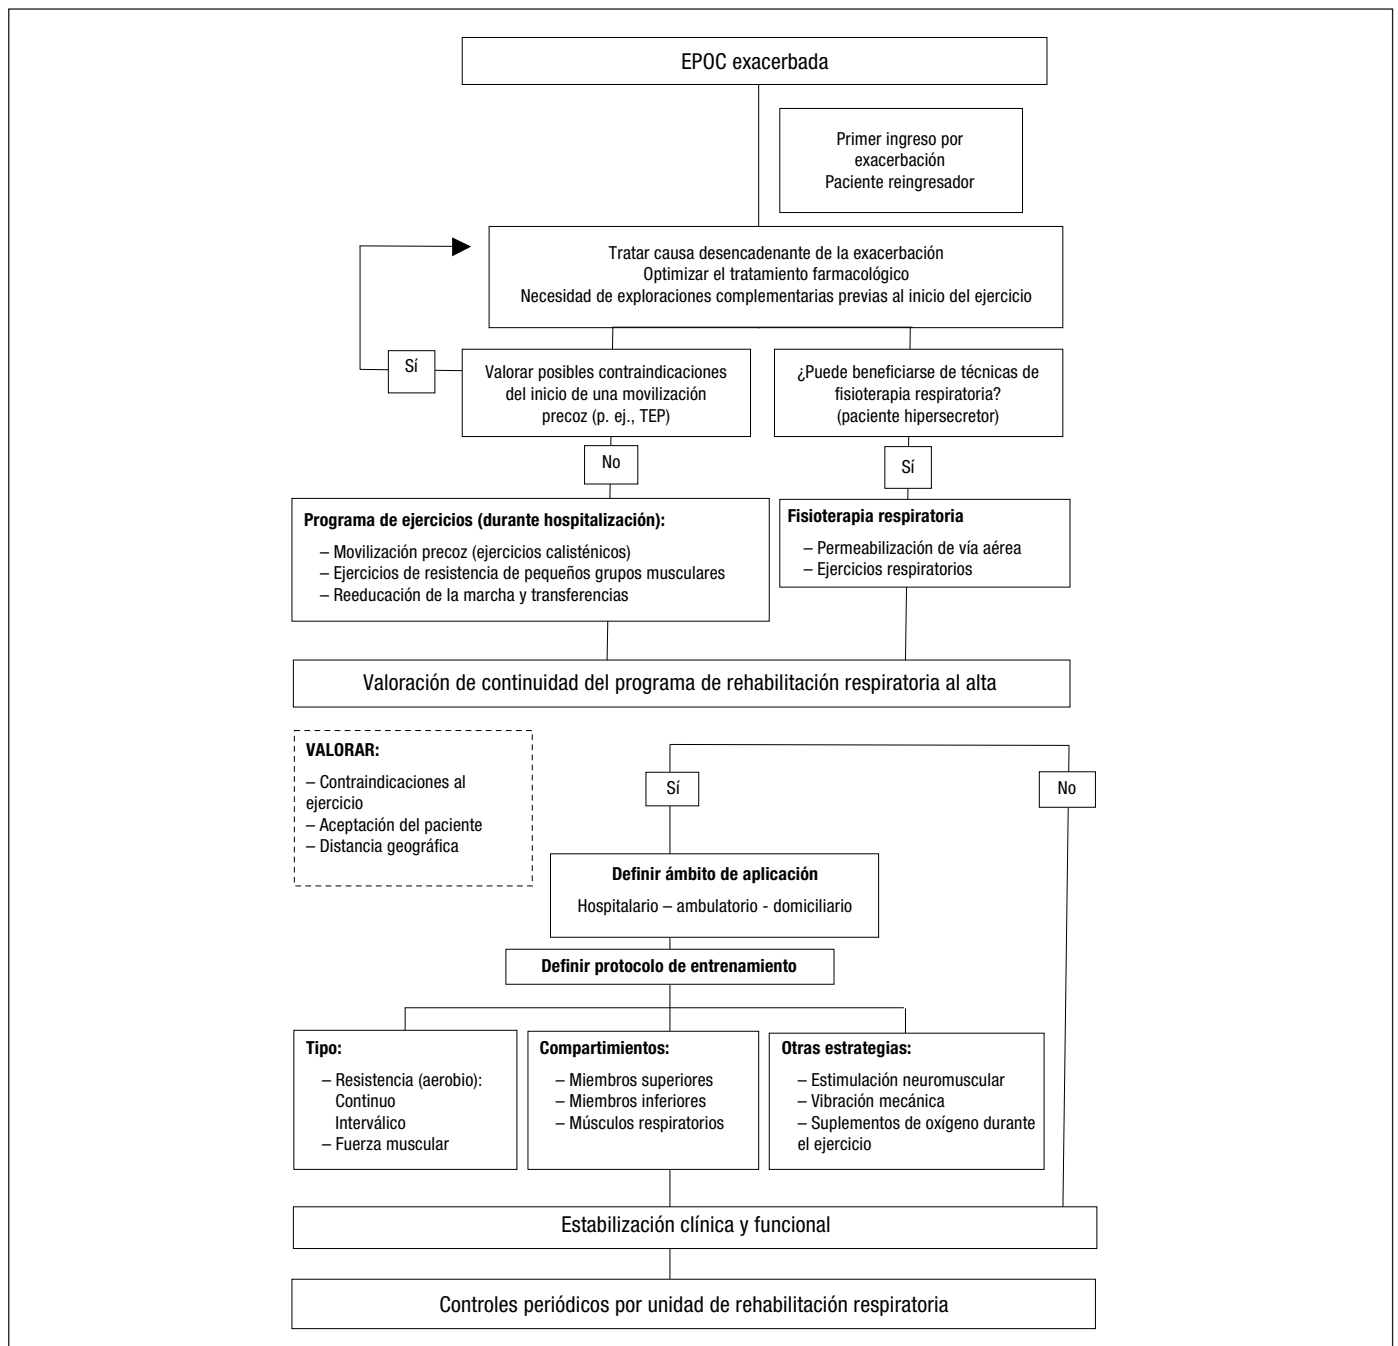 EPOC exacerbada
Primer ingreso por
exacerbación
Paciente reingresador
Tratar causa desencadenante de la exacerbación
Optimizar el tratamiento farmacológico
Necesidad de exploraciones complementarias previas al inicio del ejercicio
Sí
Valorar posibles contraindicaciones
del inicio de una movilización
precoz (p. ej., TEP)
¿Puede beneficiarse de técnicas de
fisioterapia respiratoria?
(paciente hipersecretor)
No
Sí
Programa de ejercicios (durante hospitalización):
– Movilización precoz (ejercicios calisténicos)
– Ejercicios de resistencia de pequeños grupos musculares
– Reeducación de la marcha y transferencias
Fisioterapia respiratoria
– Permeabilización de vía aérea
– Ejercicios respiratorios
Valoración de continuidad del programa de rehabilitación respiratoria al alta
VALORAR:
– Contraindicaciones al
ejercicio
– Aceptación del paciente
– Distancia geográfica
Sí
No
Definir ámbito de aplicación
Hospitalario – ambulatorio - domiciliario
Definir protocolo de entrenamiento
Tipo:
– Resistencia (aerobio):
Continuo
Interválico
– Fuerza muscular
Compartimientos:
– Miembros superiores
– Miembros inferiores
– Músculos respiratorios
Otras estrategias:
– Estimulación neuromuscular
– Vibración mecánica
– Suplementos de oxígeno durante
el ejercicio
Estabilización clínica y funcional
Controles periódicos por unidad de rehabilitación respiratoria